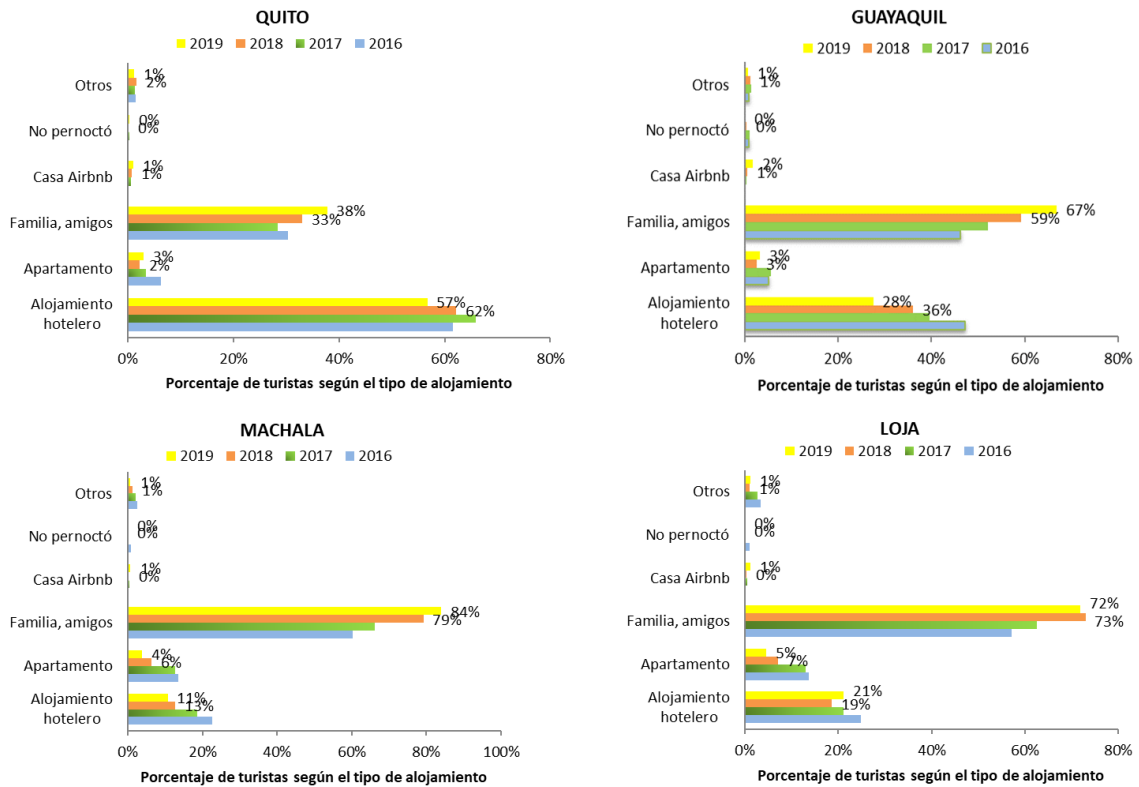 QUITO
2019 2018 2017 2016
Otros 1% 2%
No pernoctó 0% 0%
Casa Airbnb 1% 1%
Familia, amigos 38% 33%
Apartamento 3% 2%
Alojamiento
hotelero
57% 62%
0% 20% 40% 60% 80%
Porcentaje de turistas según el tipo de alojamiento
GUAYAQUIL
2019 2018 2017 2016
Otros 1% 1%
No pernoctó 0% 0%
Casa Airbnb 2% 1%
Familia, amigos 67% 59%
Apartamento 3% 3%
Alojamiento
hotelero
28% 36%
0% 20% 40% 60% 80%
Porcentaje de turistas según el tipo de alojamiento
MACHALA
2019 2018 2017 2016
Otros 1% 1%
No pernoctó 0% 0%
Casa Airbnb 1% 0%
Familia, amigos 84% 79%
Apartamento 4% 6%
Alojamiento
hotelero
11% 13%
0% 20% 40% 60% 80% 100%
Porcentaje de turistas según el tipo de alojamiento
LOJA
2019 2018 2017 2016
Otros 1% 1%
No pernoctó 0% 0%
Casa Airbnb 1% 0%
Familia, amigos 72% 73%
Apartamento 5% 7%
Alojamiento
hotelero
21% 19%
0% 20% 40% 60% 80%
Porcentaje de turistas según el tipo de alojamiento